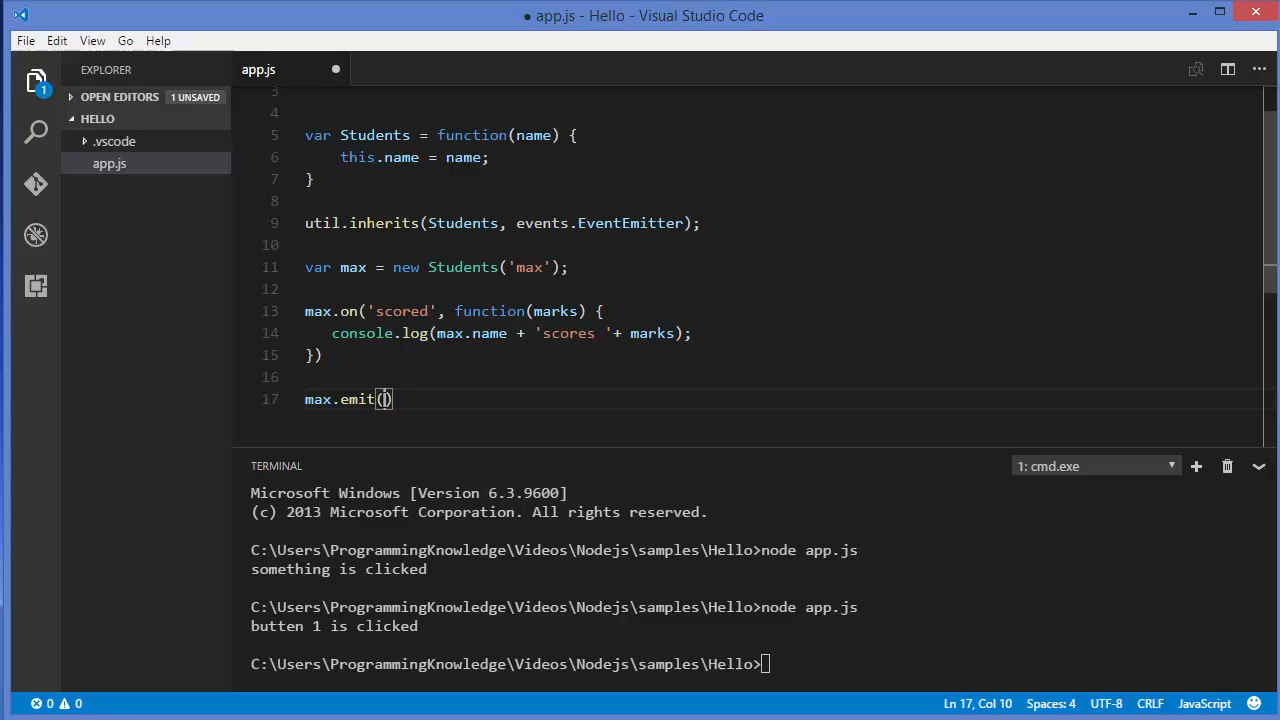 ● app.js - Hello - Visual Studio Code
File Edit View Go Help
EXPLORER
app.js
1
OPEN EDITORS 1 UNSAVED
HELLO
.vscode
app.js
3
4
5 var Students = function(name) {
6 this.name = name;
7 }
8
9 util.inherits(Students, events.EventEmitter);
10
11 var max = new Students('max');
12
13 max.on('scored', function(marks) {
14 console.log(max.name + 'scores '+ marks);
15 })
16
17 max.emit()
TERMINAL
1: cmd.exe
Microsoft Windows [Version 6.3.9600]
(c) 2013 Microsoft Corporation. All rights reserved.
C:\Users\ProgrammingKnowledge\Videos\Nodejs\samples\Hello>node app.js
something is clicked
C:\Users\ProgrammingKnowledge\Videos\Nodejs\samples\Hello>node app.js
butten 1 is clicked
C:\Users\ProgrammingKnowledge\Videos\Nodejs\samples\Hello>
0 0
Ln 17, Col 10 Spaces: 4 UTF-8 CRLF JavaScript